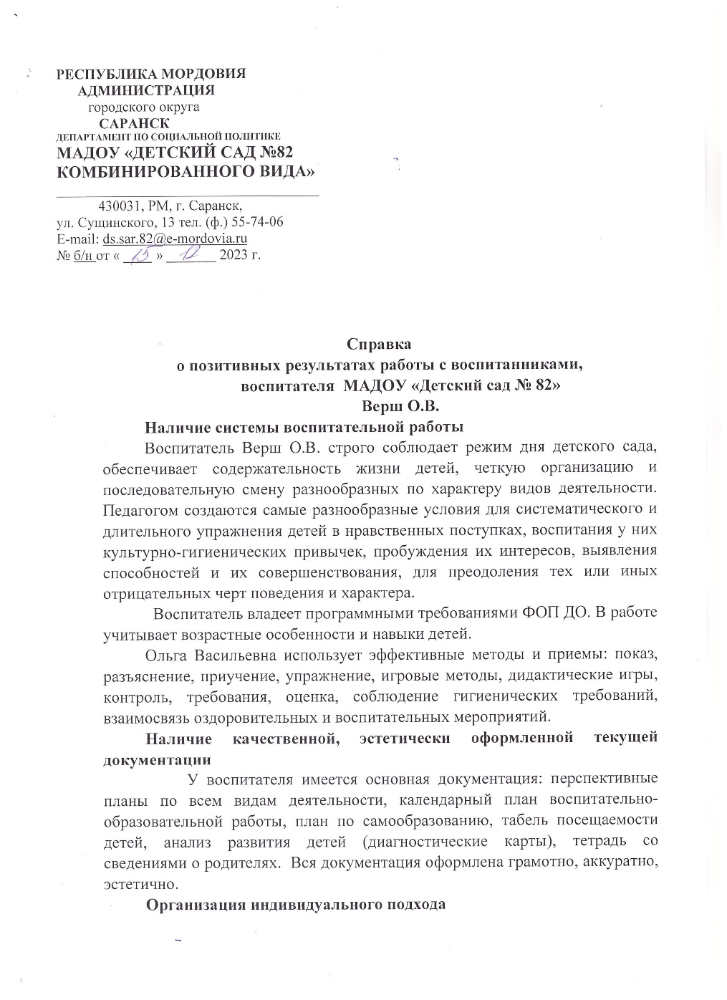 РЕСПУБЛИКА МОРДОВИЯ
АДМИНИСТРАЦИЯ
городского округа
САРАНСК
ДЕПАРТАМЕНТ ПО СОЦИАЛЬНОЙ ПОЛИТИКЕ
МАДОУ «ДЕТСКИЙ САД №82
КОМБИНИРОВАННОГО ВИДА»
430031, РМ, г. Саранск,
ул. Сущинского, 13 тел. (ф.) 55-74-06
E-mail: ds.sar.82@e-mordovia.ru
№ б/н от « 15 » 12 2023 г.
Справка
о позитивных результатах работы с воспитанниками,
воспитателя МАДОУ «Детский сад № 82»
Верш О.В.
Наличие системы воспитательной работы
Воспитатель Верш О.В. строго соблюдает режим дня детского сада,
обеспечивает содержательность жизни детей, четкую организацию и
последовательную смену разнообразных по характеру видов деятельности.
Педагогом создаются самые разнообразные условия для систематического и
длительного упражнения детей в нравственных поступках, воспитания у них
культурно-гигиенических привычек, пробуждения их интересов, выявления
способностей и их совершенствования, для преодоления тех или иных
отрицательных черт поведения и характера.
Воспитатель владеет программными требованиями ФОП ДО. В работе
учитывает возрастные особенности и навыки детей.
Ольга Васильевна использует эффективные методы и приемы: показ,
разъяснение, приучение, упражнение, игровые методы, дидактические игры,
контроль, требования, оценка, соблюдение гигиенических требований,
взаимосвязь оздоровительных и воспитательных мероприятий.
Наличие качественной, эстетически оформленной текущей
документации
У воспитателя имеется основная документация: перспективные
планы по всем видам деятельности, календарный план воспитательно-
образовательной работы, план по самообразованию, табель посещаемости
детей, анализ развития детей (диагностические карты), тетрадь со
сведениями о родителях. Вся документация оформлена грамотно, аккуратно,
эстетично.
Организация индивидуального подхода